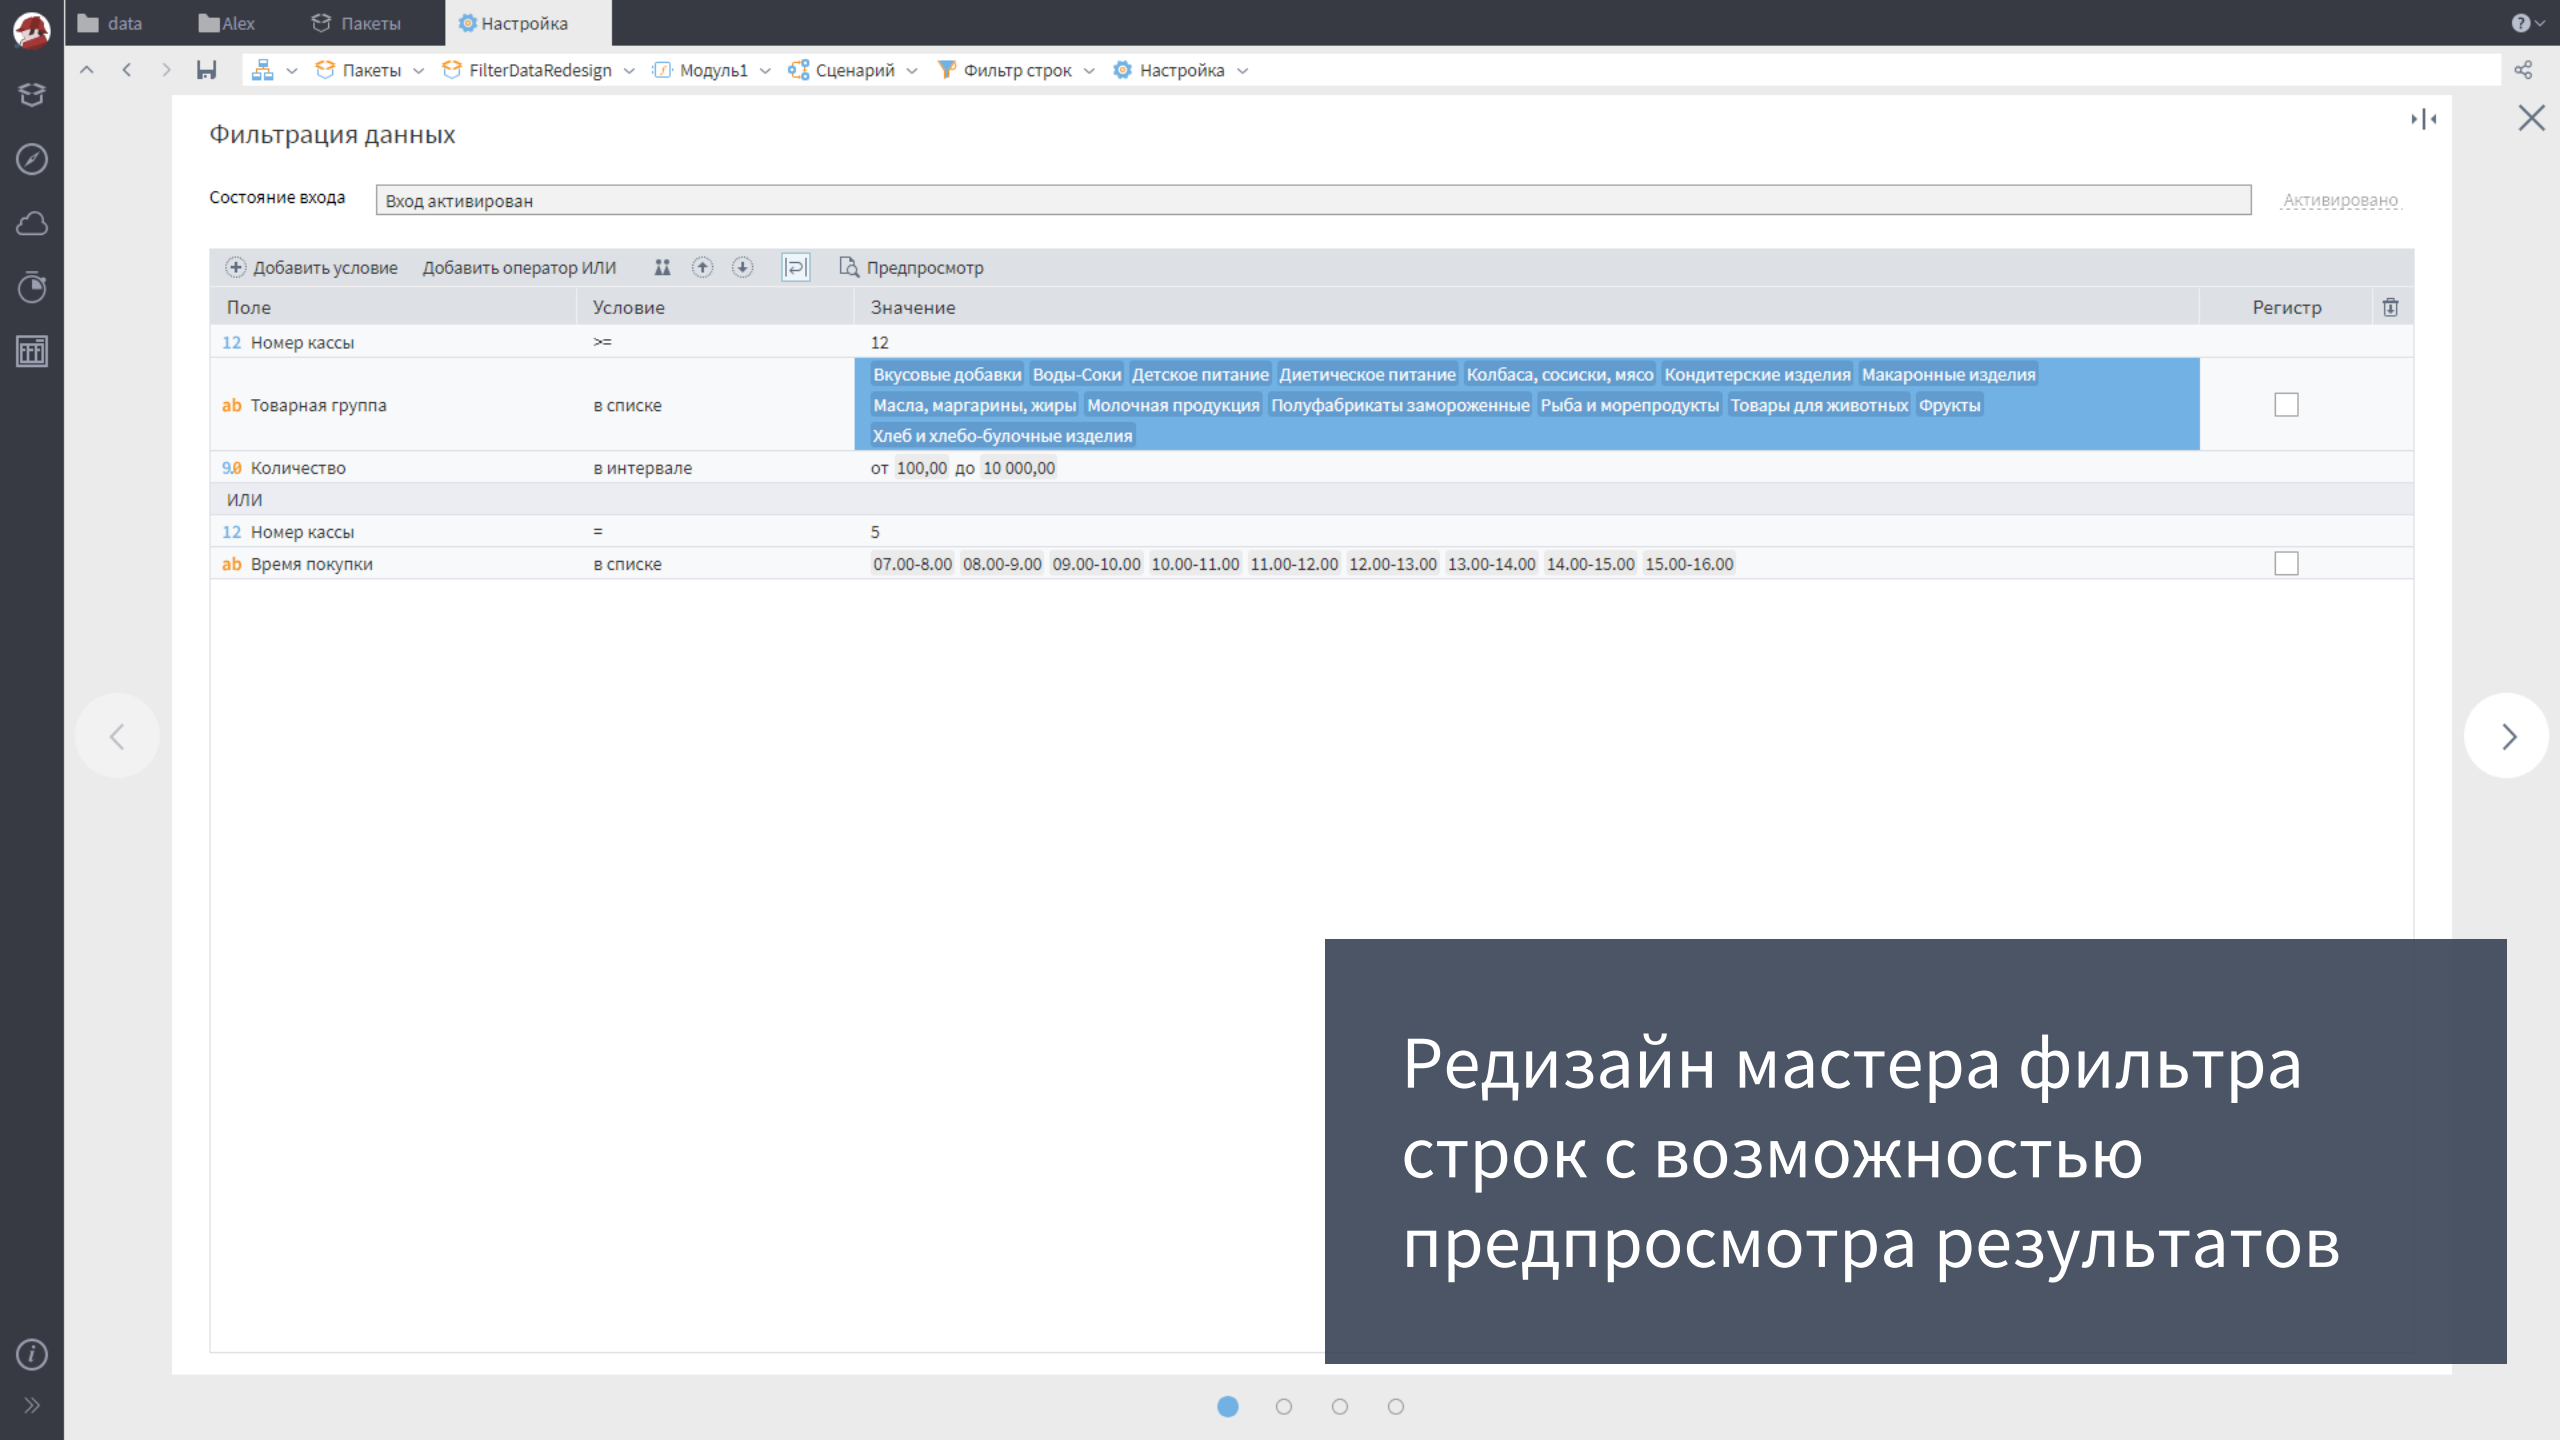 data Alex Пакеты Настройка
Пакеты FilterDataRedesign Модуль1 Сценарий Фильтр строк Настройка
Фильтрация данных
Состояние входа Вход активирован Активировано
Добавить условие Добавить оператор ИЛИ Предпросмотр
Поле Условие Значение Регистр
12 Номер кассы >= 12
Вкусовые добавки Воды-Соки Детское питание Диетическое питание Колбаса, сосиски, мясо Кондитерские изделия Макаронные изделия
ab Товарная группа в списке Масла, маргарины, жиры Молочная продукция Полуфабрикаты замороженные Рыба и морепродукты Товары для животных Фрукты
Хлеб и хлебо-булочные изделия
9.0 Количество в интервале от 100,00 до 10 000,00
ИЛИ
12 Номер кассы = 5
ab Время покупки в списке 07.00-8.00 08.00-9.00 09.00-10.00 10.00-11.00 11.00-12.00 12.00-13.00 13.00-14.00 14.00-15.00 15.00-16.00
Редизайн мастера фильтра
строк с возможностью
предпросмотра результатов